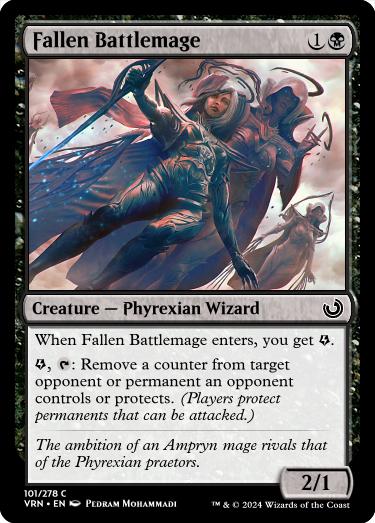 Fallen Battlemage 1
Creature — Phyrexian Wizard
When Fallen Battlemage enters, you get .
, : Remove a counter from target
opponent or permanent an opponent
controls or protects. (Players protect
permanents that can be attacked.)
The ambition of an Ampryn mage rivals that
of the Phyrexian praetors.
2/1
101/278 C
VRN • EN Pedram Mohammadi
™ & © 2024 Wizards of the Coast